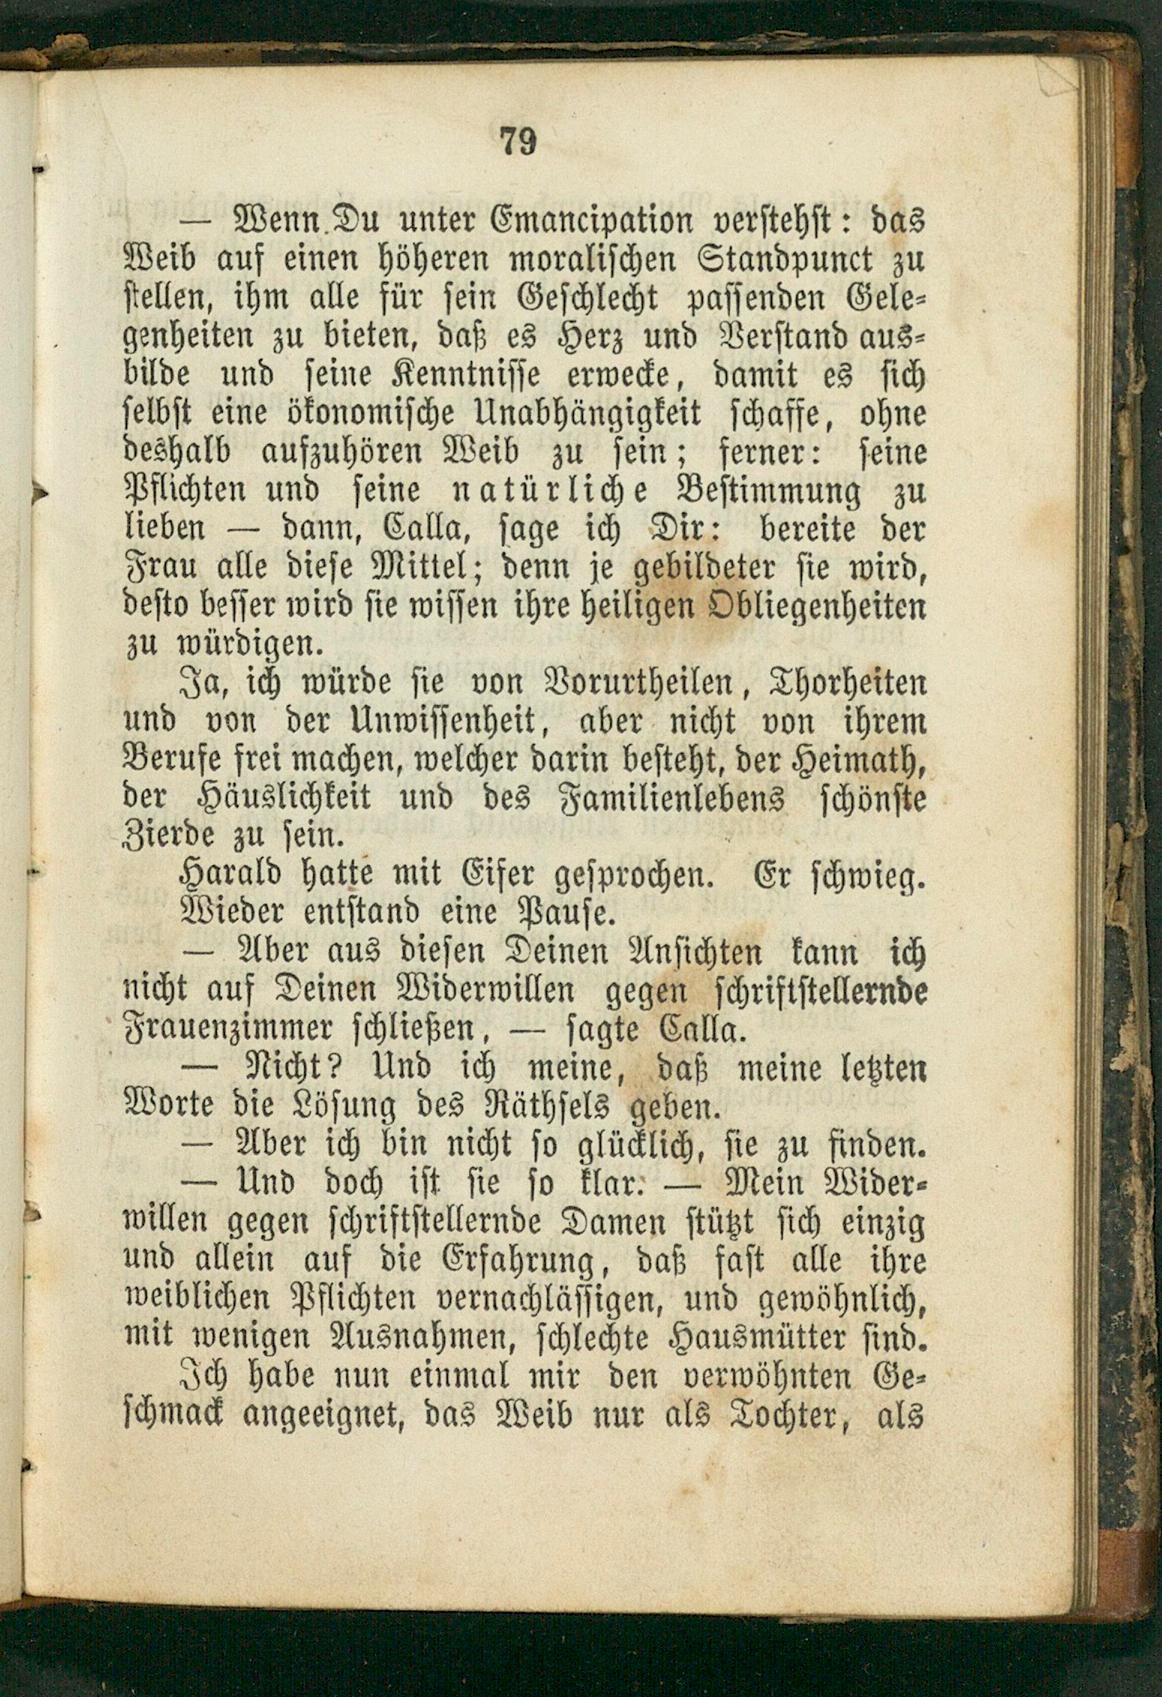 79
— Wenn Du unter Emancipation verstehst: das
Weib auf einen höheren moralischen Standpunct zu
stellen, ihm alle für sein Geschlecht passenden Gele-
genheiten zu bieten, daß es Herz und Verstand aus-
bilde und seine Kenntnisse erwecke, damit es sich
selbst eine ökonomische Unabhängigkeit schaffe, ohne
deshalb aufzuhören Weib zu sein; ferner: seine
Pflichten und seine natürliche Bestimmung zu
lieben — dann, Calla, sage ich Dir: bereite der
Frau alle diese Mittel; denn je gebildeter sie wird,
desto besser wird sie wissen ihre heiligen Obliegenheiten
zu würdigen.
Ja, ich würde sie von Vorurtheilen, Thorheiten
und von der Unwissenheit, aber nicht von ihrem
Berufe frei machen, welcher darin besteht, der Heimath,
der Häuslichkeit und des Familienlebens schönste
Zierde zu sein.
Harald hatte mit Eifer gesprochen. Er schwieg.
Wieder entstand eine Pause.
— Aber aus diesen Deinen Ansichten kann ich
nicht auf Deinen Widerwillen gegen schriftstellernde
Frauenzimmer schließen, — sagte Calla.
— Nicht? Und ich meine, daß meine letzten
Worte die Lösung des Räthsels geben.
— Aber ich bin nicht so glücklich, sie zu finden.
— Und doch ist sie so klar. — Mein Wider-
willen gegen schriftstellernde Damen stützt sich einzig
und allein auf die Erfahrung, daß fast alle ihre
weiblichen Pflichten vernachlässigen, und gewöhnlich,
mit wenigen Ausnahmen, schlechte Hausmütter sind.
Ich habe nun einmal mir den verwöhnten Ge-
schmack angeeignet, das Weib nur als Tochter, als